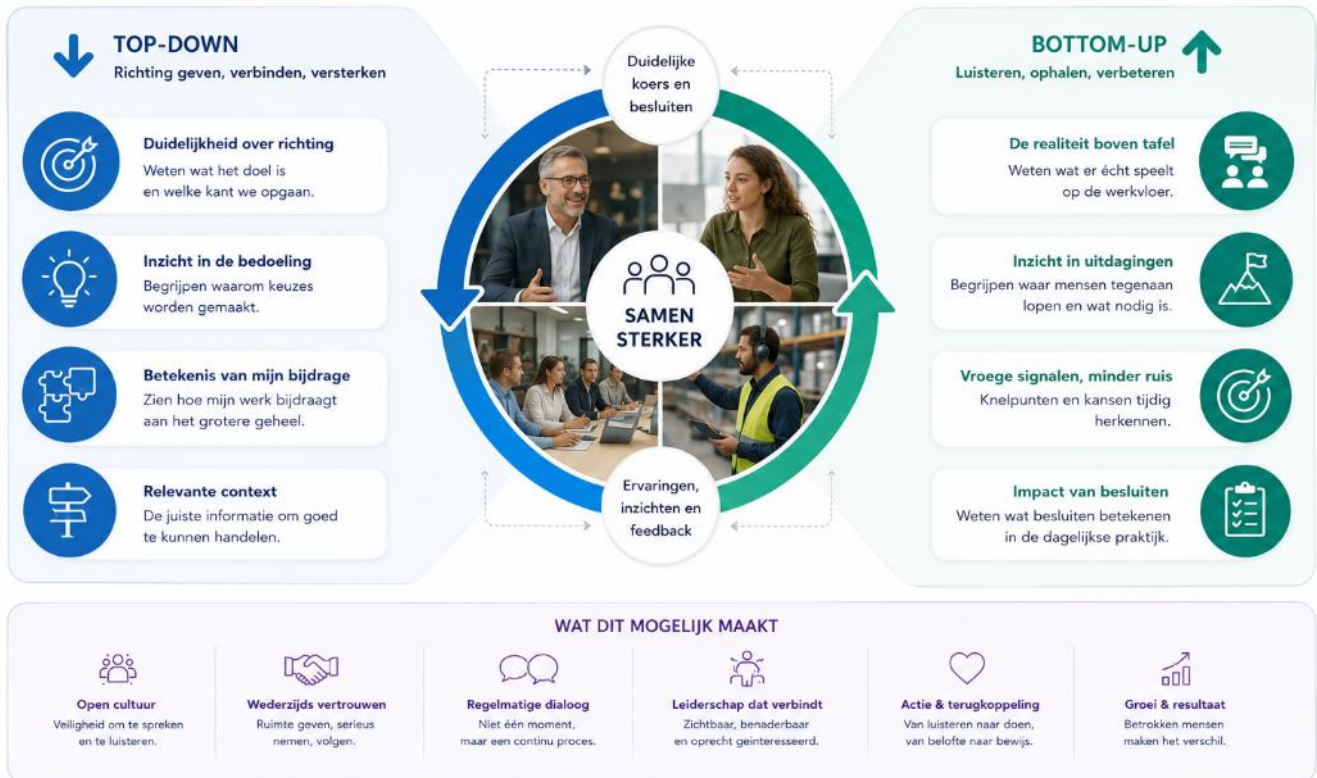 TOP-DOWN
Richting geven, verbinden, versterken
Duidelijkheid over richting
Weten wat het doel is
en welke kant we opgaan.
Inzicht in de bedoeling
Begrijpen waarom keuzes
worden gemaakt.
Betekenis van mijn bijdrage
Zien hoe mijn werk bijdraagt
aan het grotere geheel.
Relevante context
De juiste informatie om goed
te kunnen handelen.
Duidelijke
koers en
besluiten
SAMEN
STERKER
Ervaringen,
inzichten en
feedback
BOTTOM-UP
Luisteren, ophalen, verbeteren
De realiteit boven tafel
Weten wat er écht speelt
op de werkvloer.
Inzicht in uitdagingen
Begrijpen waar mensen tegenaan
lopen en wat nodig is.
Vroege signalen, minder ruis
Knelpunten en kansen tijdig
herkennen.
Impact van besluiten
Weten wat besluiten betekenen
in de dagelijkse praktijk.
WAT DIT MOGELIJK MAAKT
Open cultuur
Veiligheid om te spreken
en te luisteren.
Wederzijds vertrouwen
Ruimte geven, serieus
nemen, volgen.
Regelmatige dialoog
Niet één moment,
maar een continu proces.
Leiderschap dat verbindt
Zichtbaar, benaderbaar
en oprecht geinteresseerd.
Actie & terugkoppeling
Van luisteren naar doen,
van belofte naar bewijs.
Groei & resultaat
Betrokken mensen
maken het verschil.